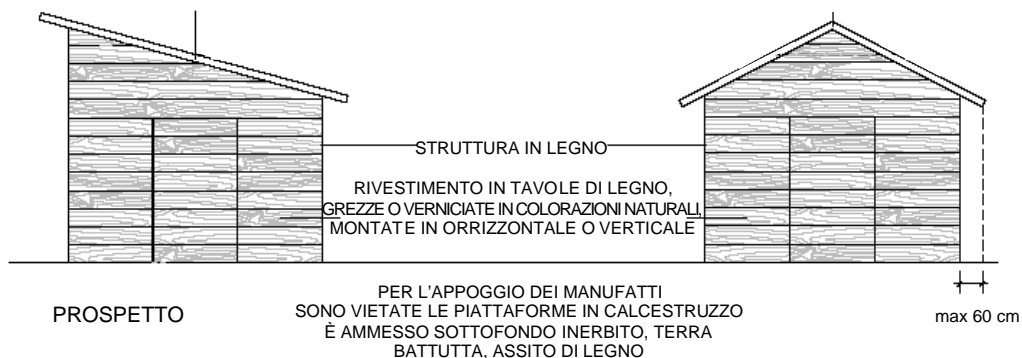 STRUTTURA IN LEGNO
RIVESTIMENTO IN TAVOLE DI LEGNO,
GREZZE O VERNICIATE IN COLORAZIONI NATURALI,
MONTATE IN ORRIZZONTALE O VERTICALE
PROSPETTO
PER L'APPOGGIO DEI MANUFATTI
SONO VIETATE LE PIATTAFORME IN CALCESTRUZZO
È AMMESSO SOTTOFONDO INERBITO, TERRA
BATTUTA, ASSITO DI LEGNO
max 60 cm